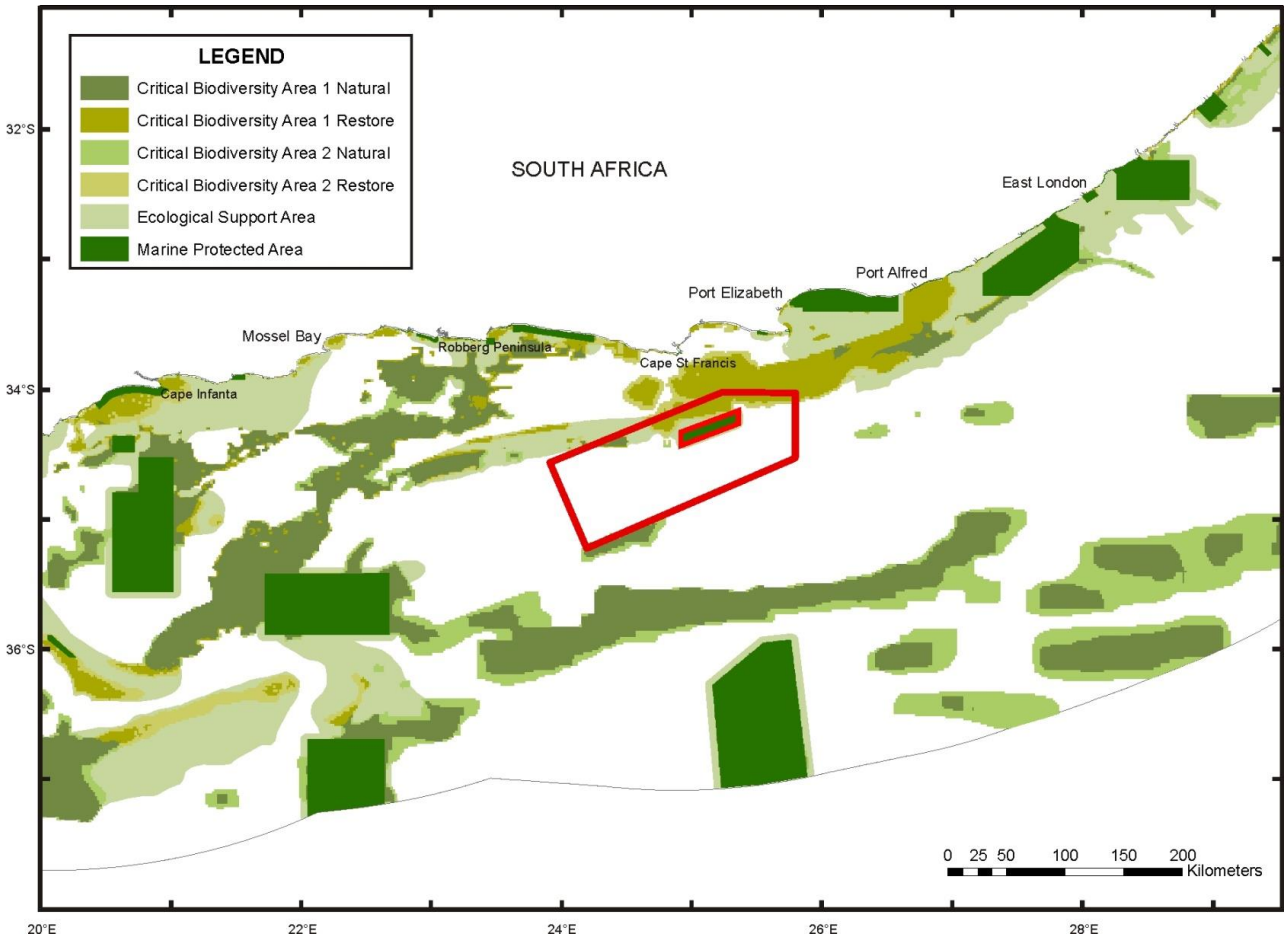 LEGEND
Critical Biodiversity Area 1 Natural
Critical Biodiversity Area 1 Restore
Critical Biodiversity Area 2 Natural
Critical Biodiversity Area 2 Restore
Ecological Support Area
Marine Protected Area
32°S
SOUTH AFRICA
East London
Port Alfred
Port Elizabeth
Mossel Bay
Robberg Peninsula
Cape St Francis
34°S
Cape Infanta
36°S
0 25 50 100 150 200
Kilometers
20°E 22°E 24°E 26°E 28°E